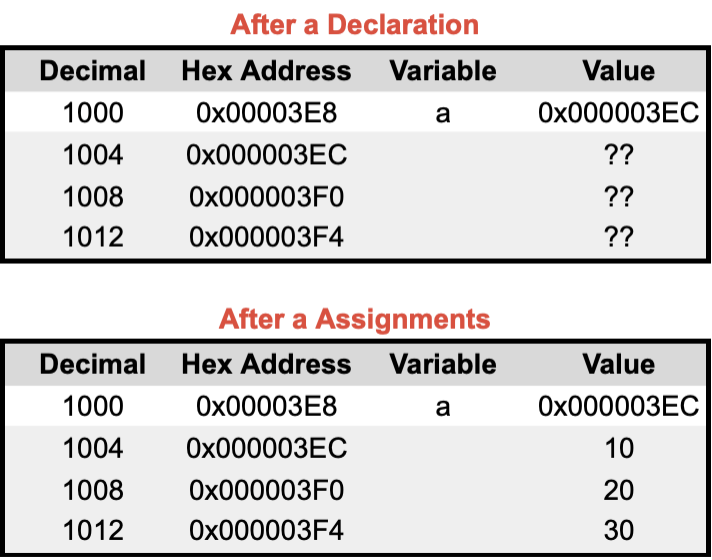 After a Declaration
Decimal Hex Address Variable Value
1000 0x00003E8 a 0x000003EC
1004 0x000003EC ??
1008 0x000003F0 ??
1012 0x000003F4 ??
After a Assignments
Decimal Hex Address Variable Value
1000 0x00003E8 a 0x000003EC
1004 0x000003EC 10
1008 0x000003F0 20
1012 0x000003F4 30